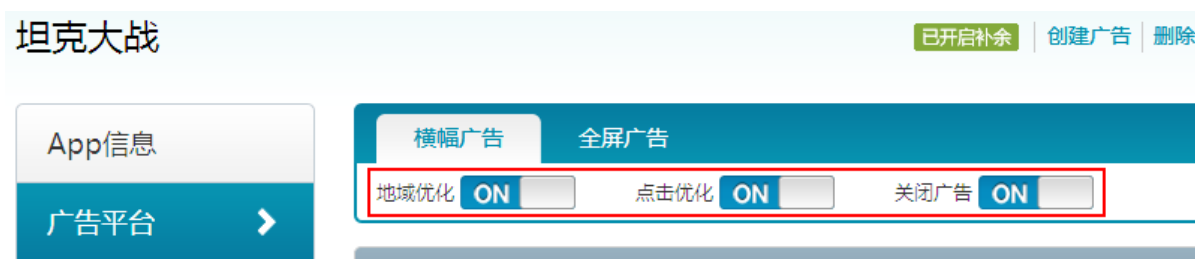 坦克大战
已开启补余 创建广告 删除
App信息
横幅广告 全屏广告
地域优化 ON 点击优化 ON 关闭广告 ON
广告平台